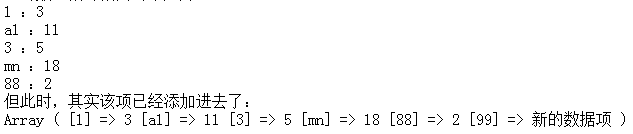 1 ：3
a1 ：11
3 ：5
mn ：18
88 ：2
但此时，其实该项已经添加进去了：
Array ( [1] => 3 [a1] => 11 [3] => 5 [mn] => 18 [88] => 2 [99] => 新的数据项 )